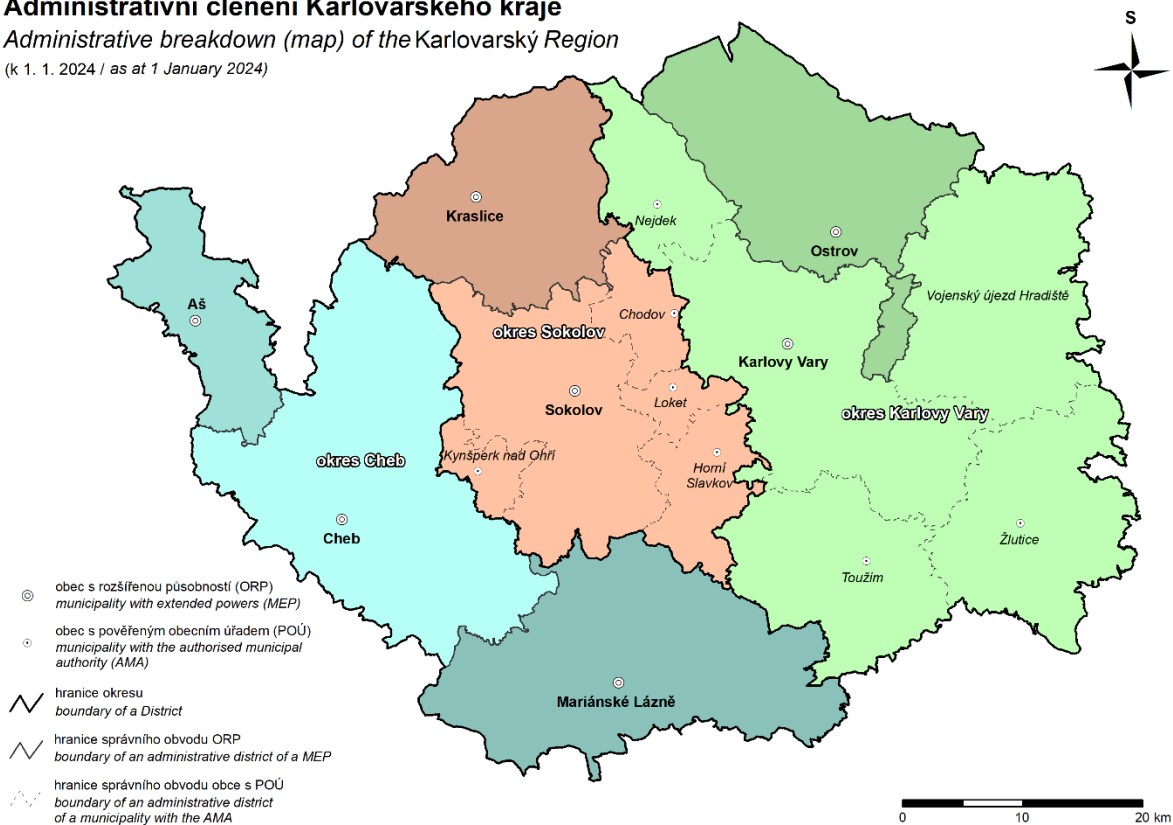 Administrativní členění Karlovarského kraje
Administrative breakdown (map) of the Karlovarský Region
(k 1. 1. 2024 / as at 1 January 2024)
S
Kraslice
Nejdek
Ostrov
Aš
Vojenský újezd Hradiště
Chodov
okres Sokolov
Karlovy Vary
Sokolov
Loket
okres Karlovy Vary
Kynšperk nad Ohří
okres Cheb
Horní
Slavkov
Cheb
Žlutice
Toužim
Mariánské Lázně
obec s rozšířenou působností (ORP)
municipality with extended powers (MEP)
obec s pověřeným obecním úřadem (POÚ)
municipality with the authorised municipal
authority (AMA)
hranice okresu
boundary of a District
hranice správního obvodu ORP
boundary of an administrative district of a MEP
hranice správního obvodu obce s POÚ
boundary of an administrative district
of a municipality with the AMA
0 10 20 km